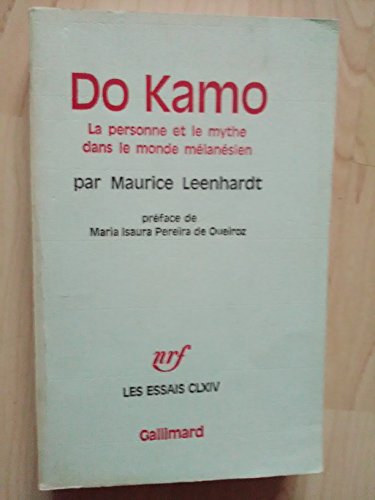 Do Kamo
La personne et le mythe
dans le monde mélanésien
par Maurice Leenhardt
préface de
Maria Isaura Pereira de Queiroz
nrf
LES ESSAIS CLXIV
Gallimard